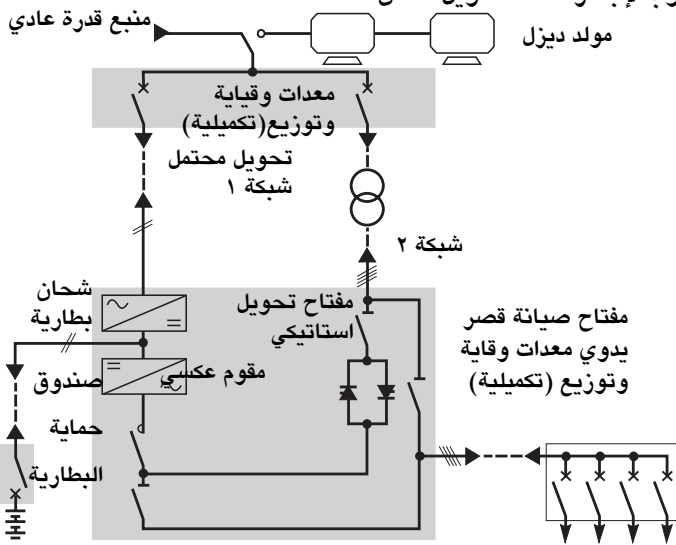 منبع قدرة عادي
مولد ديزل
معدات وقياية
وتوزيع(تكميلية)
تحويل محتمل
شبكة ١
شبكة ٢
شحان
بطارية
مفتاح تحويل
استاتيكي
مفتاح صيانة قصر
يدوي معدات وقاية
وتوزيع (تكميلية)
مقوم عكسي
صندوق
حماية
البطارية